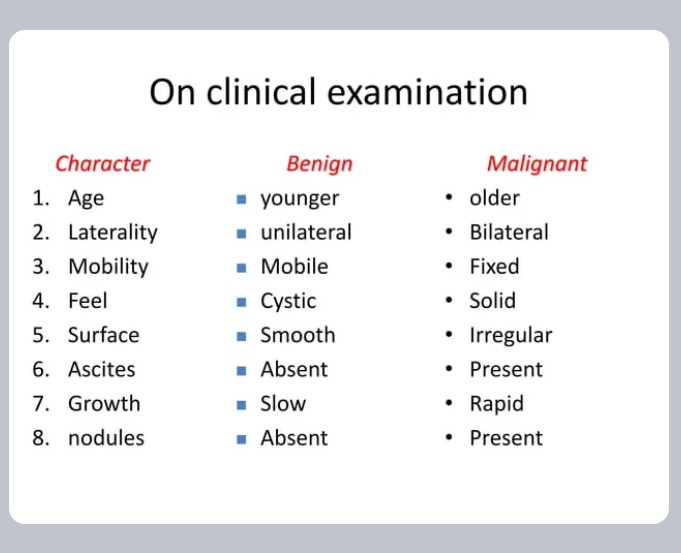 On clinical examination
Character Benign Malignant
1. Age ▪ younger • older
2. Laterality ▪ unilateral • Bilateral
3. Mobility ▪ Mobile • Fixed
4. Feel ▪ Cystic • Solid
5. Surface ▪ Smooth • Irregular
6. Ascites ▪ Absent • Present
7. Growth ▪ Slow • Rapid
8. nodules ▪ Absent • Present